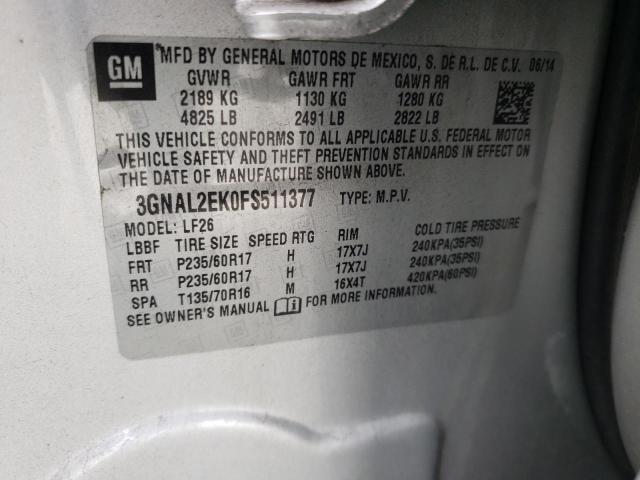 GM
*MFD BY GENERAL MOTORS DE MEXICO, S. DE R.L. DE C.V. 06/14
GVWR GAWR FRT GAWR RR
2189 KG 1130 KG 1280 KG
4825 LB 2491 LB 2822 LB
THIS VEHICLE CONFORMS TO ALL APPLICABLE U.S. FEDERAL MOTOR
VEHICLE SAFETY AND THEFT PREVENTION STANDARDS IN EFFECT ON
THE DATE OF MANUFACTURE SHOWN ABOVE.
3GNAL2EK0FS511377 TYPE: M.P.V.
MODEL: LF26
LBBF TIRE SIZE SPEED RTG RIM COLD TIRE PRESSURE
FRT P235/60R17 H 17X7J 240KPA(35PSI)
RR P235/60R17 H 17X7J 240KPA(35PSI)
SPA T135/70R16 M 16X4T 420KPA(60PSI)
SEE OWNER'S MANUAL FOR MORE INFORMATION.